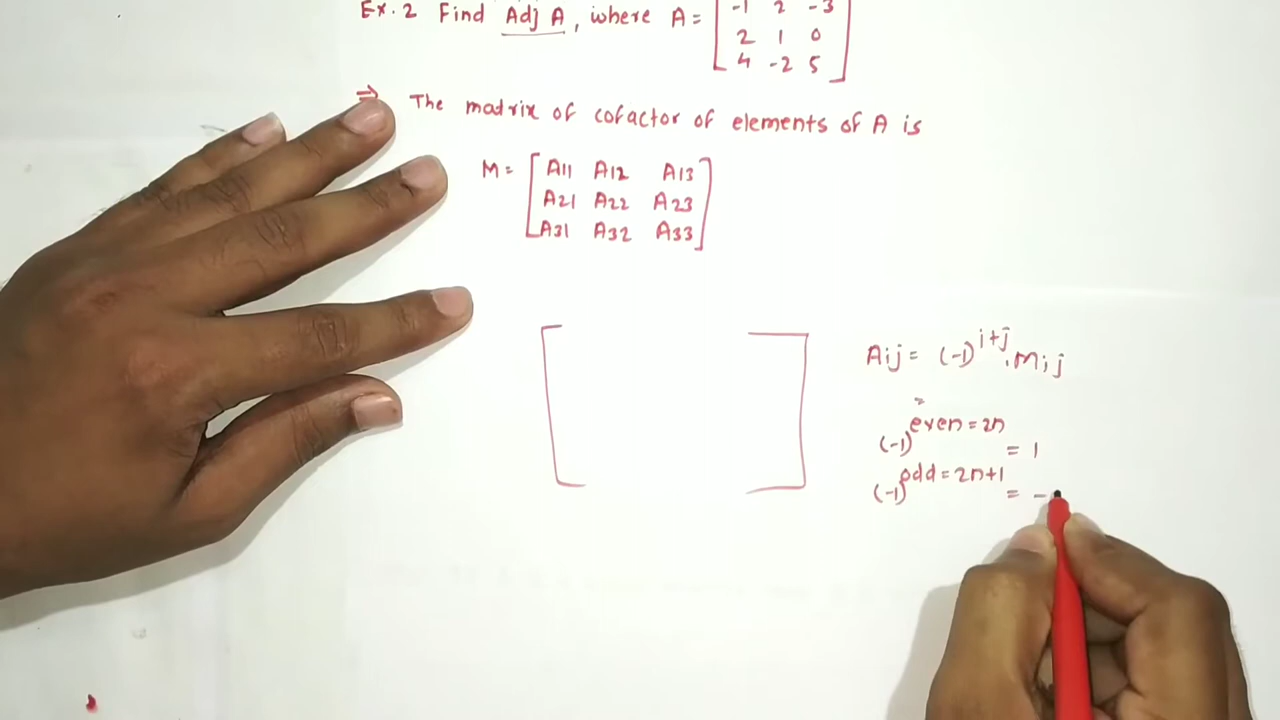 Ex. 2 Find Adj A, where A = [-1 2 -3
2 1 0
4 -2 5]
⇒ The matrix of cofactor of elements of A is
M = [A11 A12 A13
A21 A22 A23
A31 A32 A33]
Aij = (-1)^i+j . Mij
=
(-1)^even = 2n = 1
(-1)^odd = 2n+1 = -